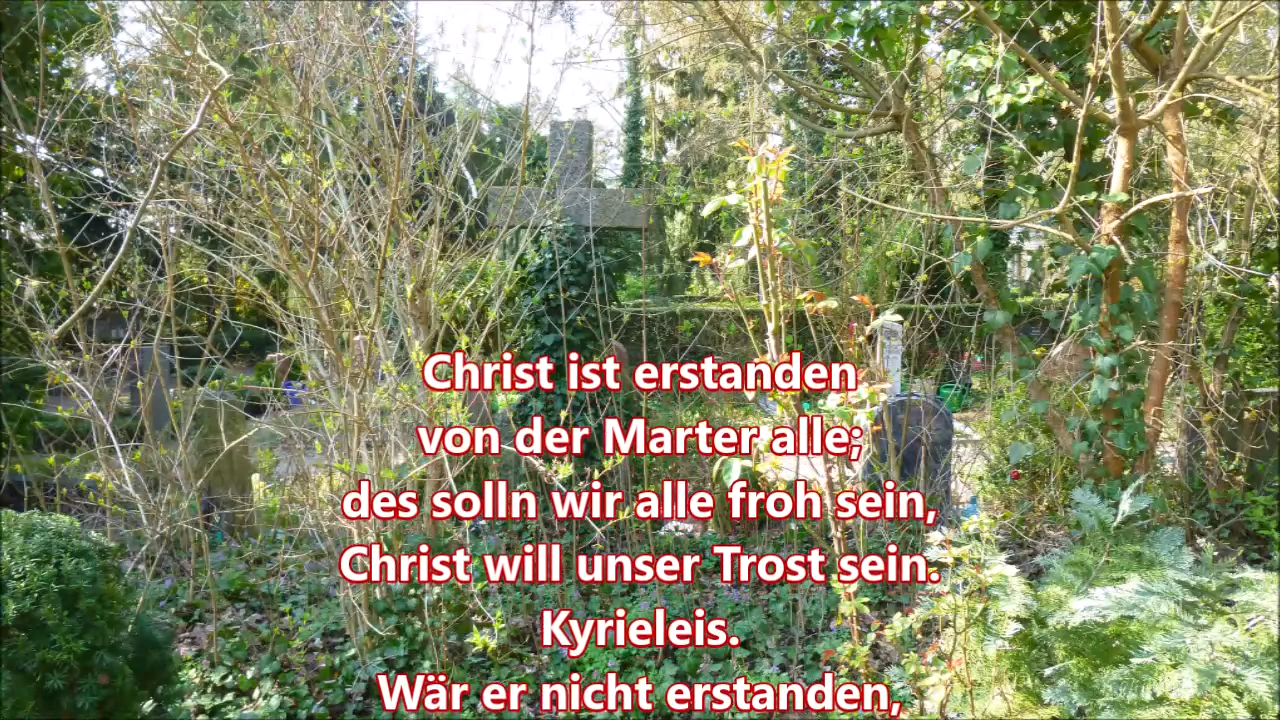 Christ ist erstanden
von der Marter alle;
des solln wir alle froh sein,
Christ will unser Trost sein.
Kyrieleis.
Wär er nicht erstanden,